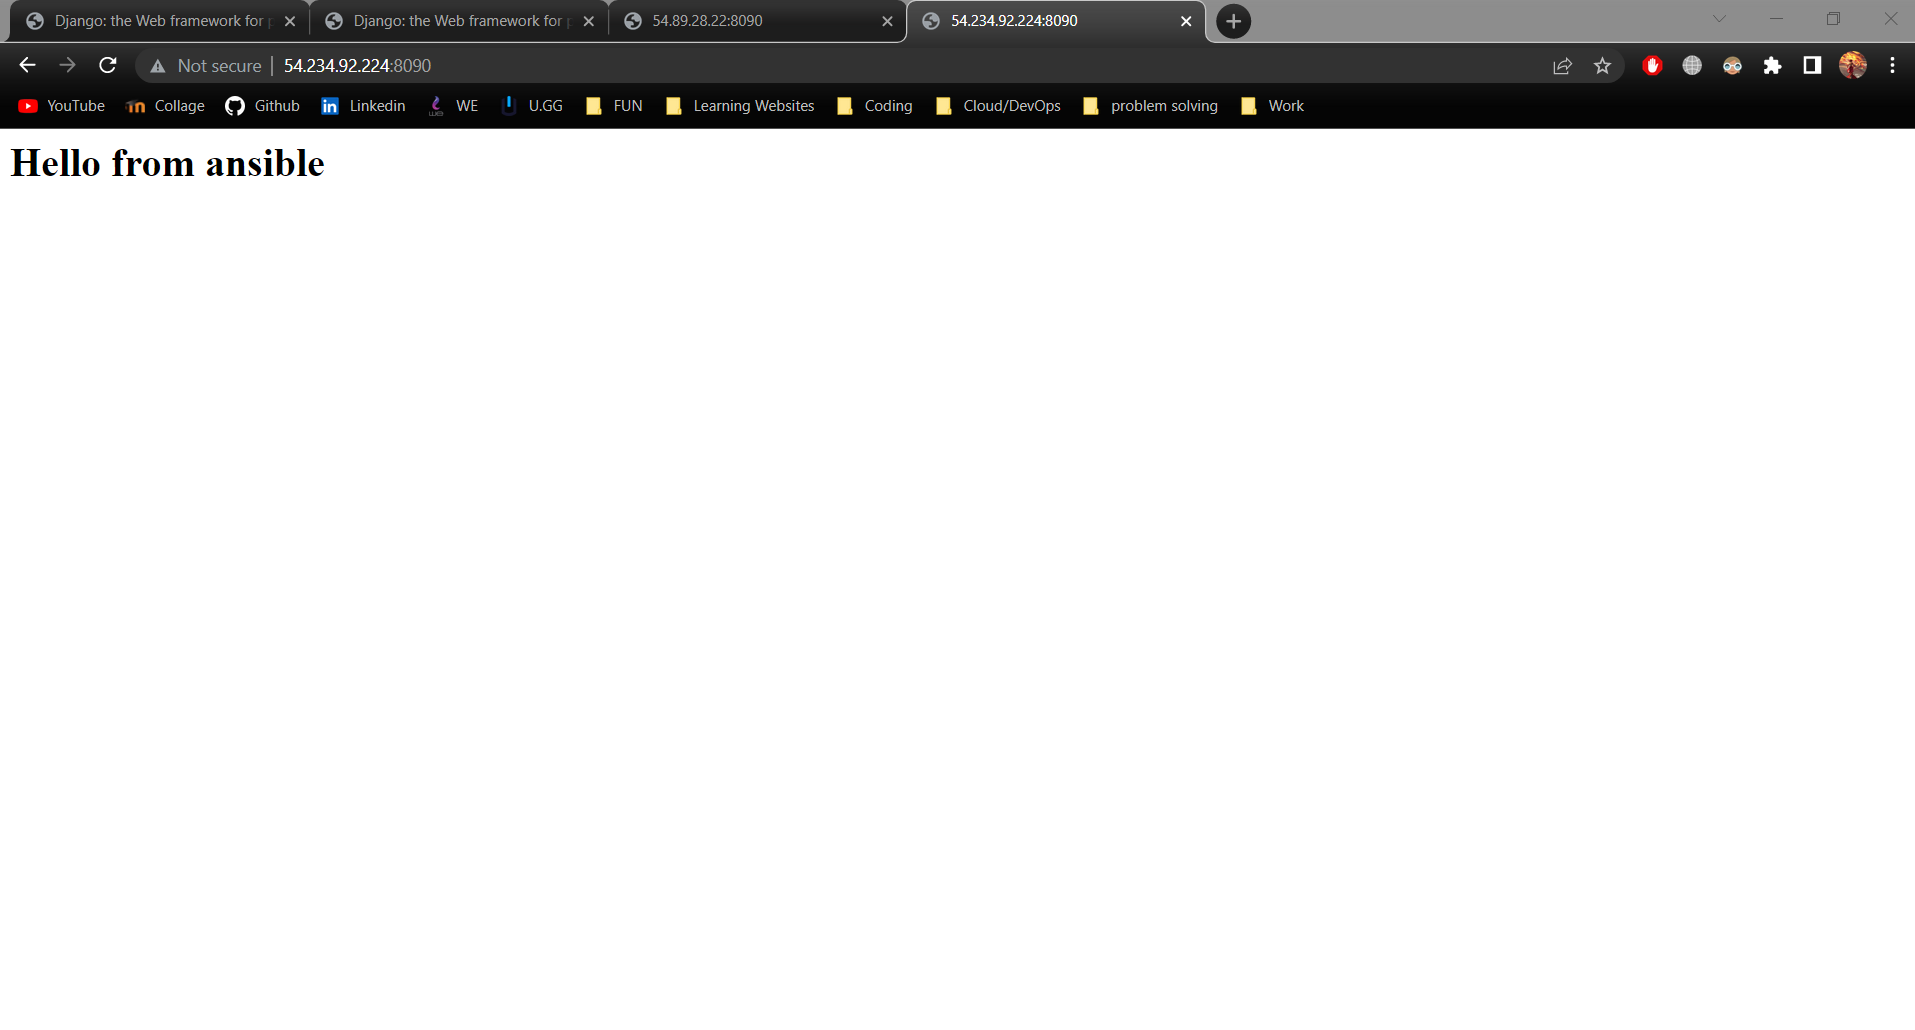 Django: the Web framework for p
Django: the Web framework for p
54.89.28.22:8090
54.234.92.224:8090
Not secure | 54.234.92.224:8090
YouTube Collage Github Linkedin WE U.GG FUN Learning Websites Coding Cloud/DevOps problem solving Work
Hello from ansible